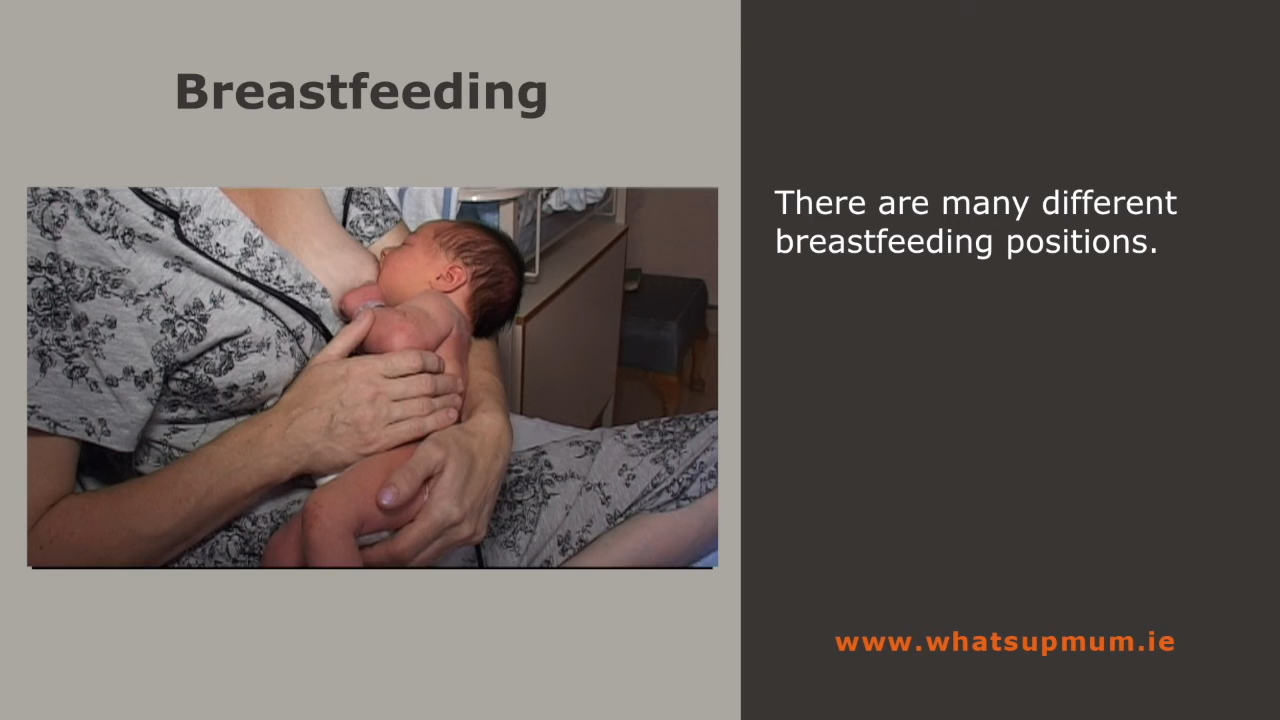 Breastfeeding
There are many different
breastfeeding positions.
www.whatsupmum.ie